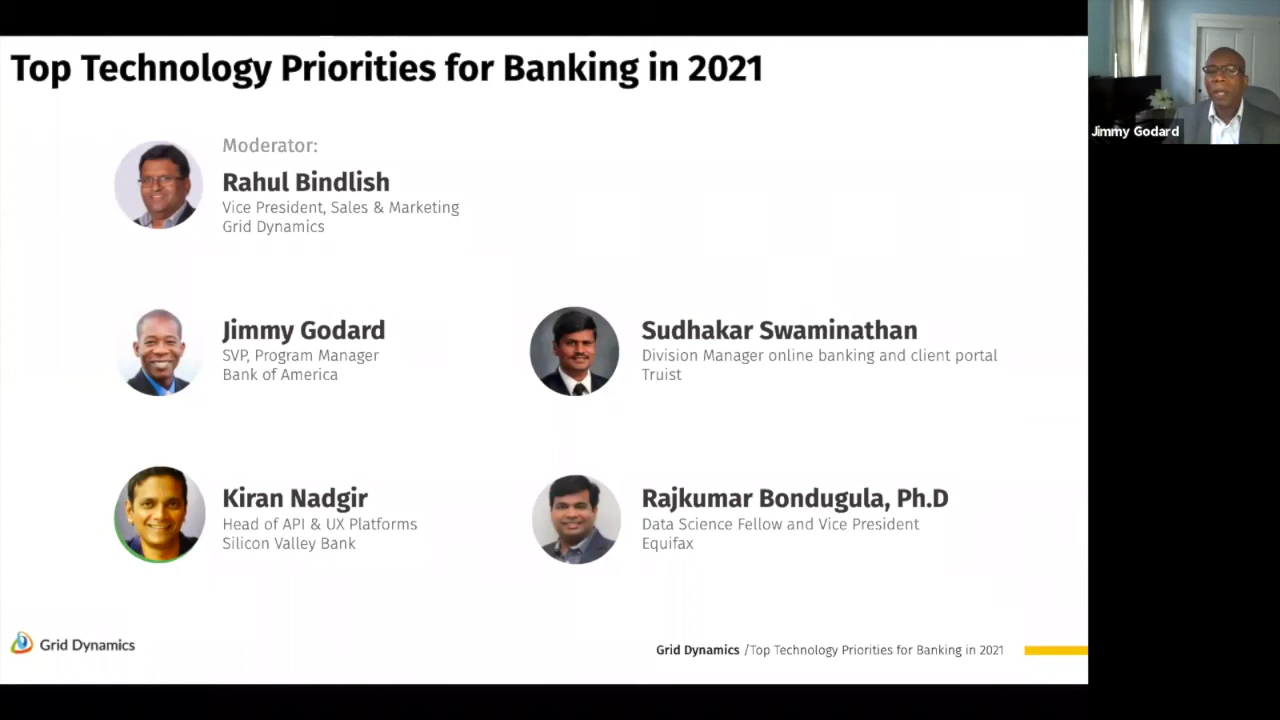 Top Technology Priorities for Banking in 2021
Jimmy Godard
Moderator:
Rahul Bindlish
Vice President, Sales & Marketing
Grid Dynamics
Jimmy Godard
SVP, Program Manager
Bank of America
Sudhakar Swaminathan
Division Manager online banking and client portal
Truist
Kiran Nadgir
Head of API & UX Platforms
Silicon Valley Bank
Rajkumar Bondugula, Ph.D
Data Science Fellow and Vice President
Equifax
Grid Dynamics
Grid Dynamics /Top Technology Priorities for Banking in 2021